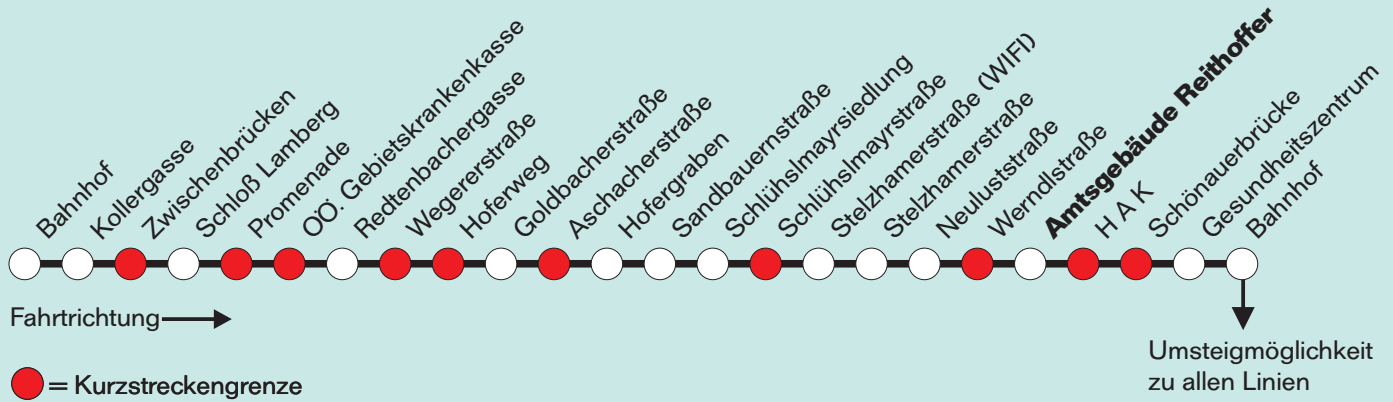 Bahnhof
Kollergasse
Zwischenbrücken
Schloß Lamberg
Promenade
OÖ. Gebietskrankenkasse
Redtenbachergasse
Wegererstraße
Hoferweg
Goldbacherstraße
Aschacherstraße
Hofergraben
Sandbauernstraße
Schlühslmayrsiedlung
Schlühslmayrstraße
Stelzhamerstraße (WIFI)
Stelzhamerstraße
Neuluststraße
Werndlstraße
Amtsgebäude Reithoffer
H A K
Schönauerbrücke
Gesundheitszentrum
Bahnhof
Fahrtrichtung
Umsteigmöglichkeit
zu allen Linien
= Kurzstreckengrenze